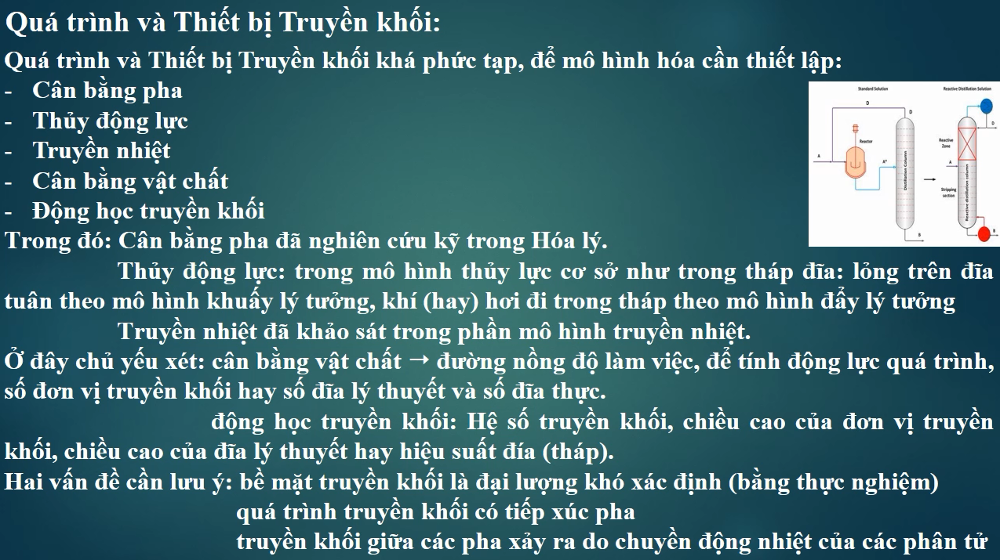 Quá trình và Thiết bị Truyền khối:
Quá trình và Thiết bị Truyền khối khá phức tạp, để mô hình hóa cần thiết lập:
- Cân bằng pha
- Thủy động lực
- Truyền nhiệt
- Cân bằng vật chất
- Động học truyền khối
Standard Solution
Reactive Distillation Solution
D
D
Reactor
A
A*
Distillation Column
B
D
Reactive
Zone
A
Stripping
section
Reactive distillation column
B
Trong đó: Cân bằng pha đã nghiên cứu kỹ trong Hóa lý.
Thủy động lực: trong mô hình thủy lực cơ sở như trong tháp đĩa: lỏng trên đĩa
tuân theo mô hình khuấy lý tưởng, khí (hay) hơi đi trong tháp theo mô hình đẩy lý tưởng
Truyền nhiệt đã khảo sát trong phần mô hình truyền nhiệt.
Ở đây chủ yếu xét: cân bằng vật chất → đường nồng độ làm việc, để tính động lực quá trình,
số đơn vị truyền khối hay số đĩa lý thuyết và số đĩa thực.
động học truyền khối: Hệ số truyền khối, chiều cao của đơn vị truyền
khối, chiều cao của đĩa lý thuyết hay hiệu suất đía (tháp).
Hai vấn đề cần lưu ý: bề mặt truyền khối là đại lượng khó xác định (bằng thực nghiệm)
quá trình truyền khối có tiếp xúc pha
truyền khối giữa các pha xảy ra do chuyền động nhiệt của các phân tử